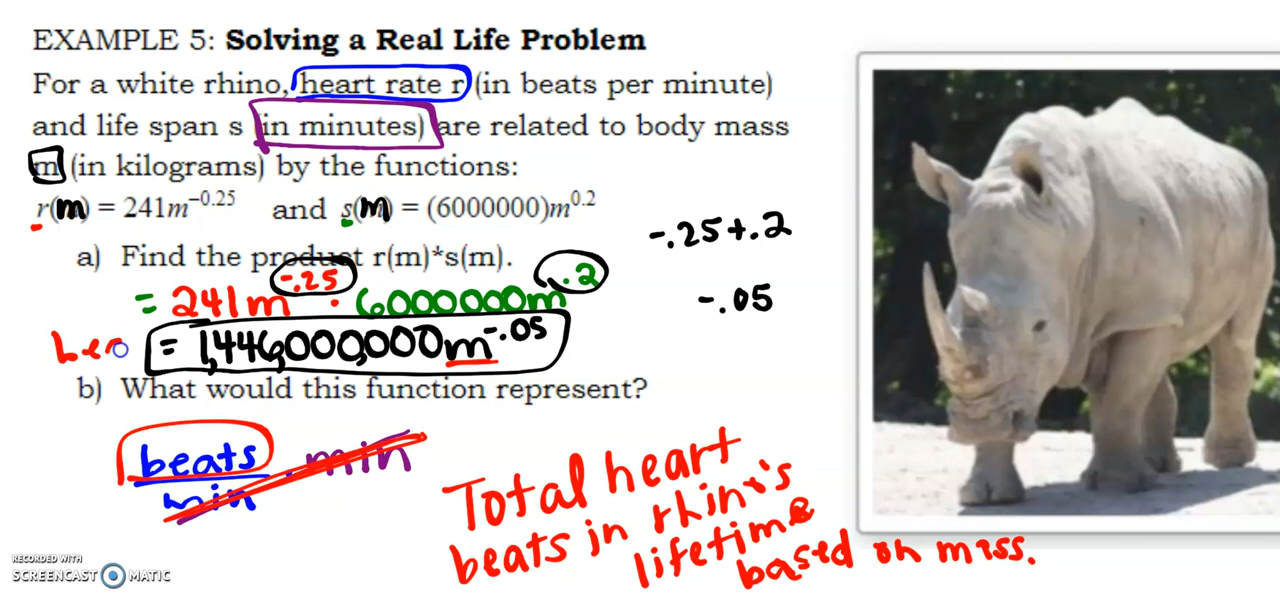 EXAMPLE 5: Solving a Real Life Problem
For a white rhino, heart rate r (in beats per minute)
and life span s (in minutes) are related to body mass
m (in kilograms) by the functions:
r(m) = 241m^-0.25 and s(m) = (6000000)m^0.2
-.25+.2
a) Find the product r(m)*s(m).
= 241m^-.25 · 6000000m^.2
-.05
= 1,446,000,000m^-.05
b) What would this function represent?
beats
min · min
Total heart
beats in rhino's
lifetime
based on mass.
RECORDED WITH
SCREENCAST MATIC